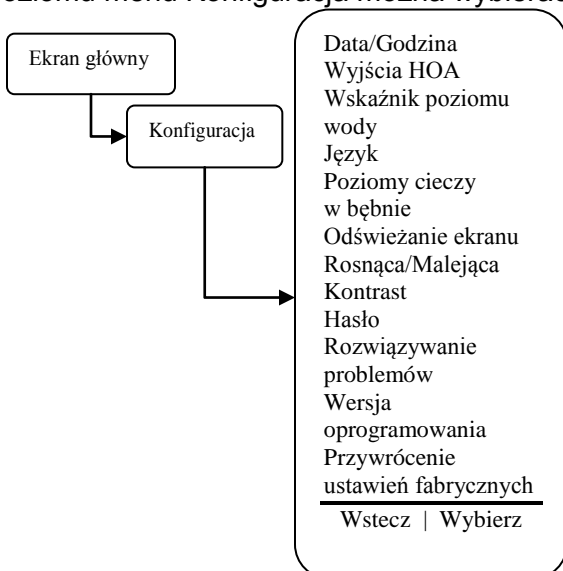 oziomu menu Konfiguracja można wybierać
Ekran główny
Konfiguracja
Data/Godzina
Wyjścia HOA
Wskaźnik poziomu
wody
Język
Poziomy cieczy
w bębnie
Odświeżanie ekranu
Rosnąca/Malejąca
Kontrast
Hasło
Rozwiązywanie
problemów
Wersja
oprogramowania
Przywrócenie
ustawień fabrycznych
Wstecz | Wybierz